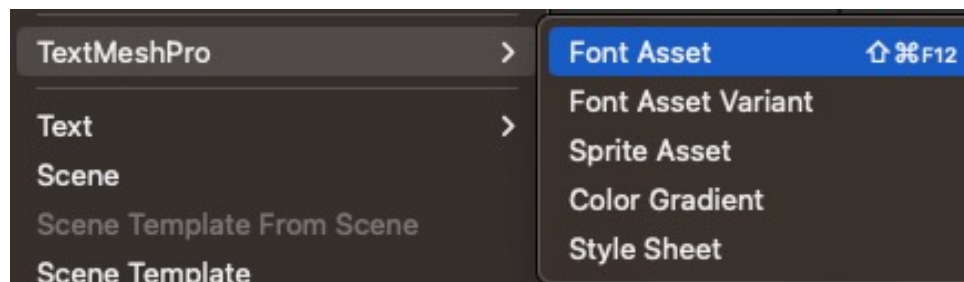 TextMeshPro
Text
Scene
Scene Template From Scene
Scene Template
Font Asset ⇧⌘F12
Font Asset Variant
Sprite Asset
Color Gradient
Style Sheet